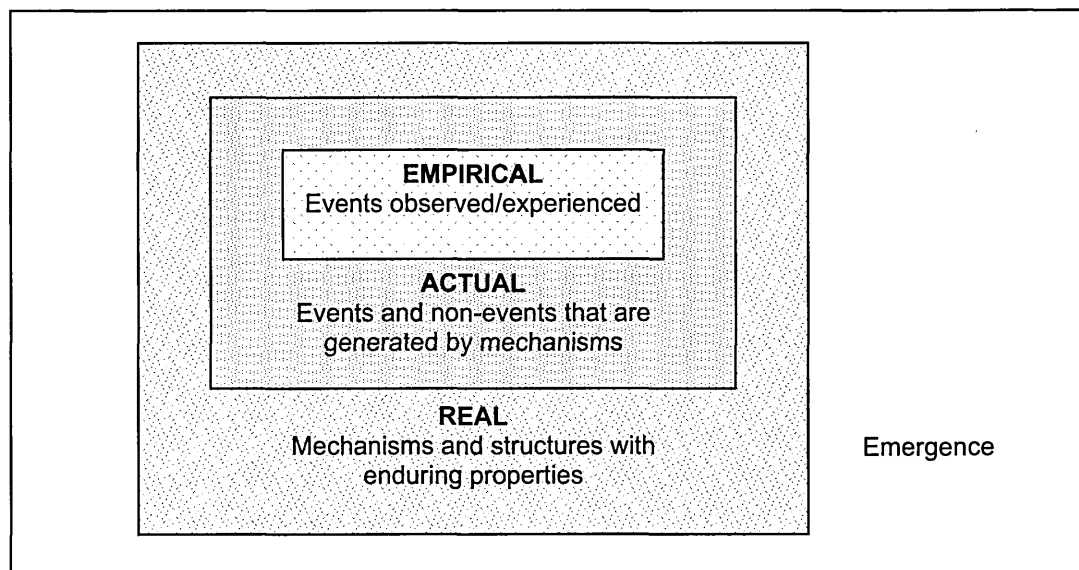 EMPIRICAL
Events observed/experienced
ACTUAL
Events and non-events that are
generated by mechanisms
REAL
Mechanisms and structures with
enduring properties
Emergence